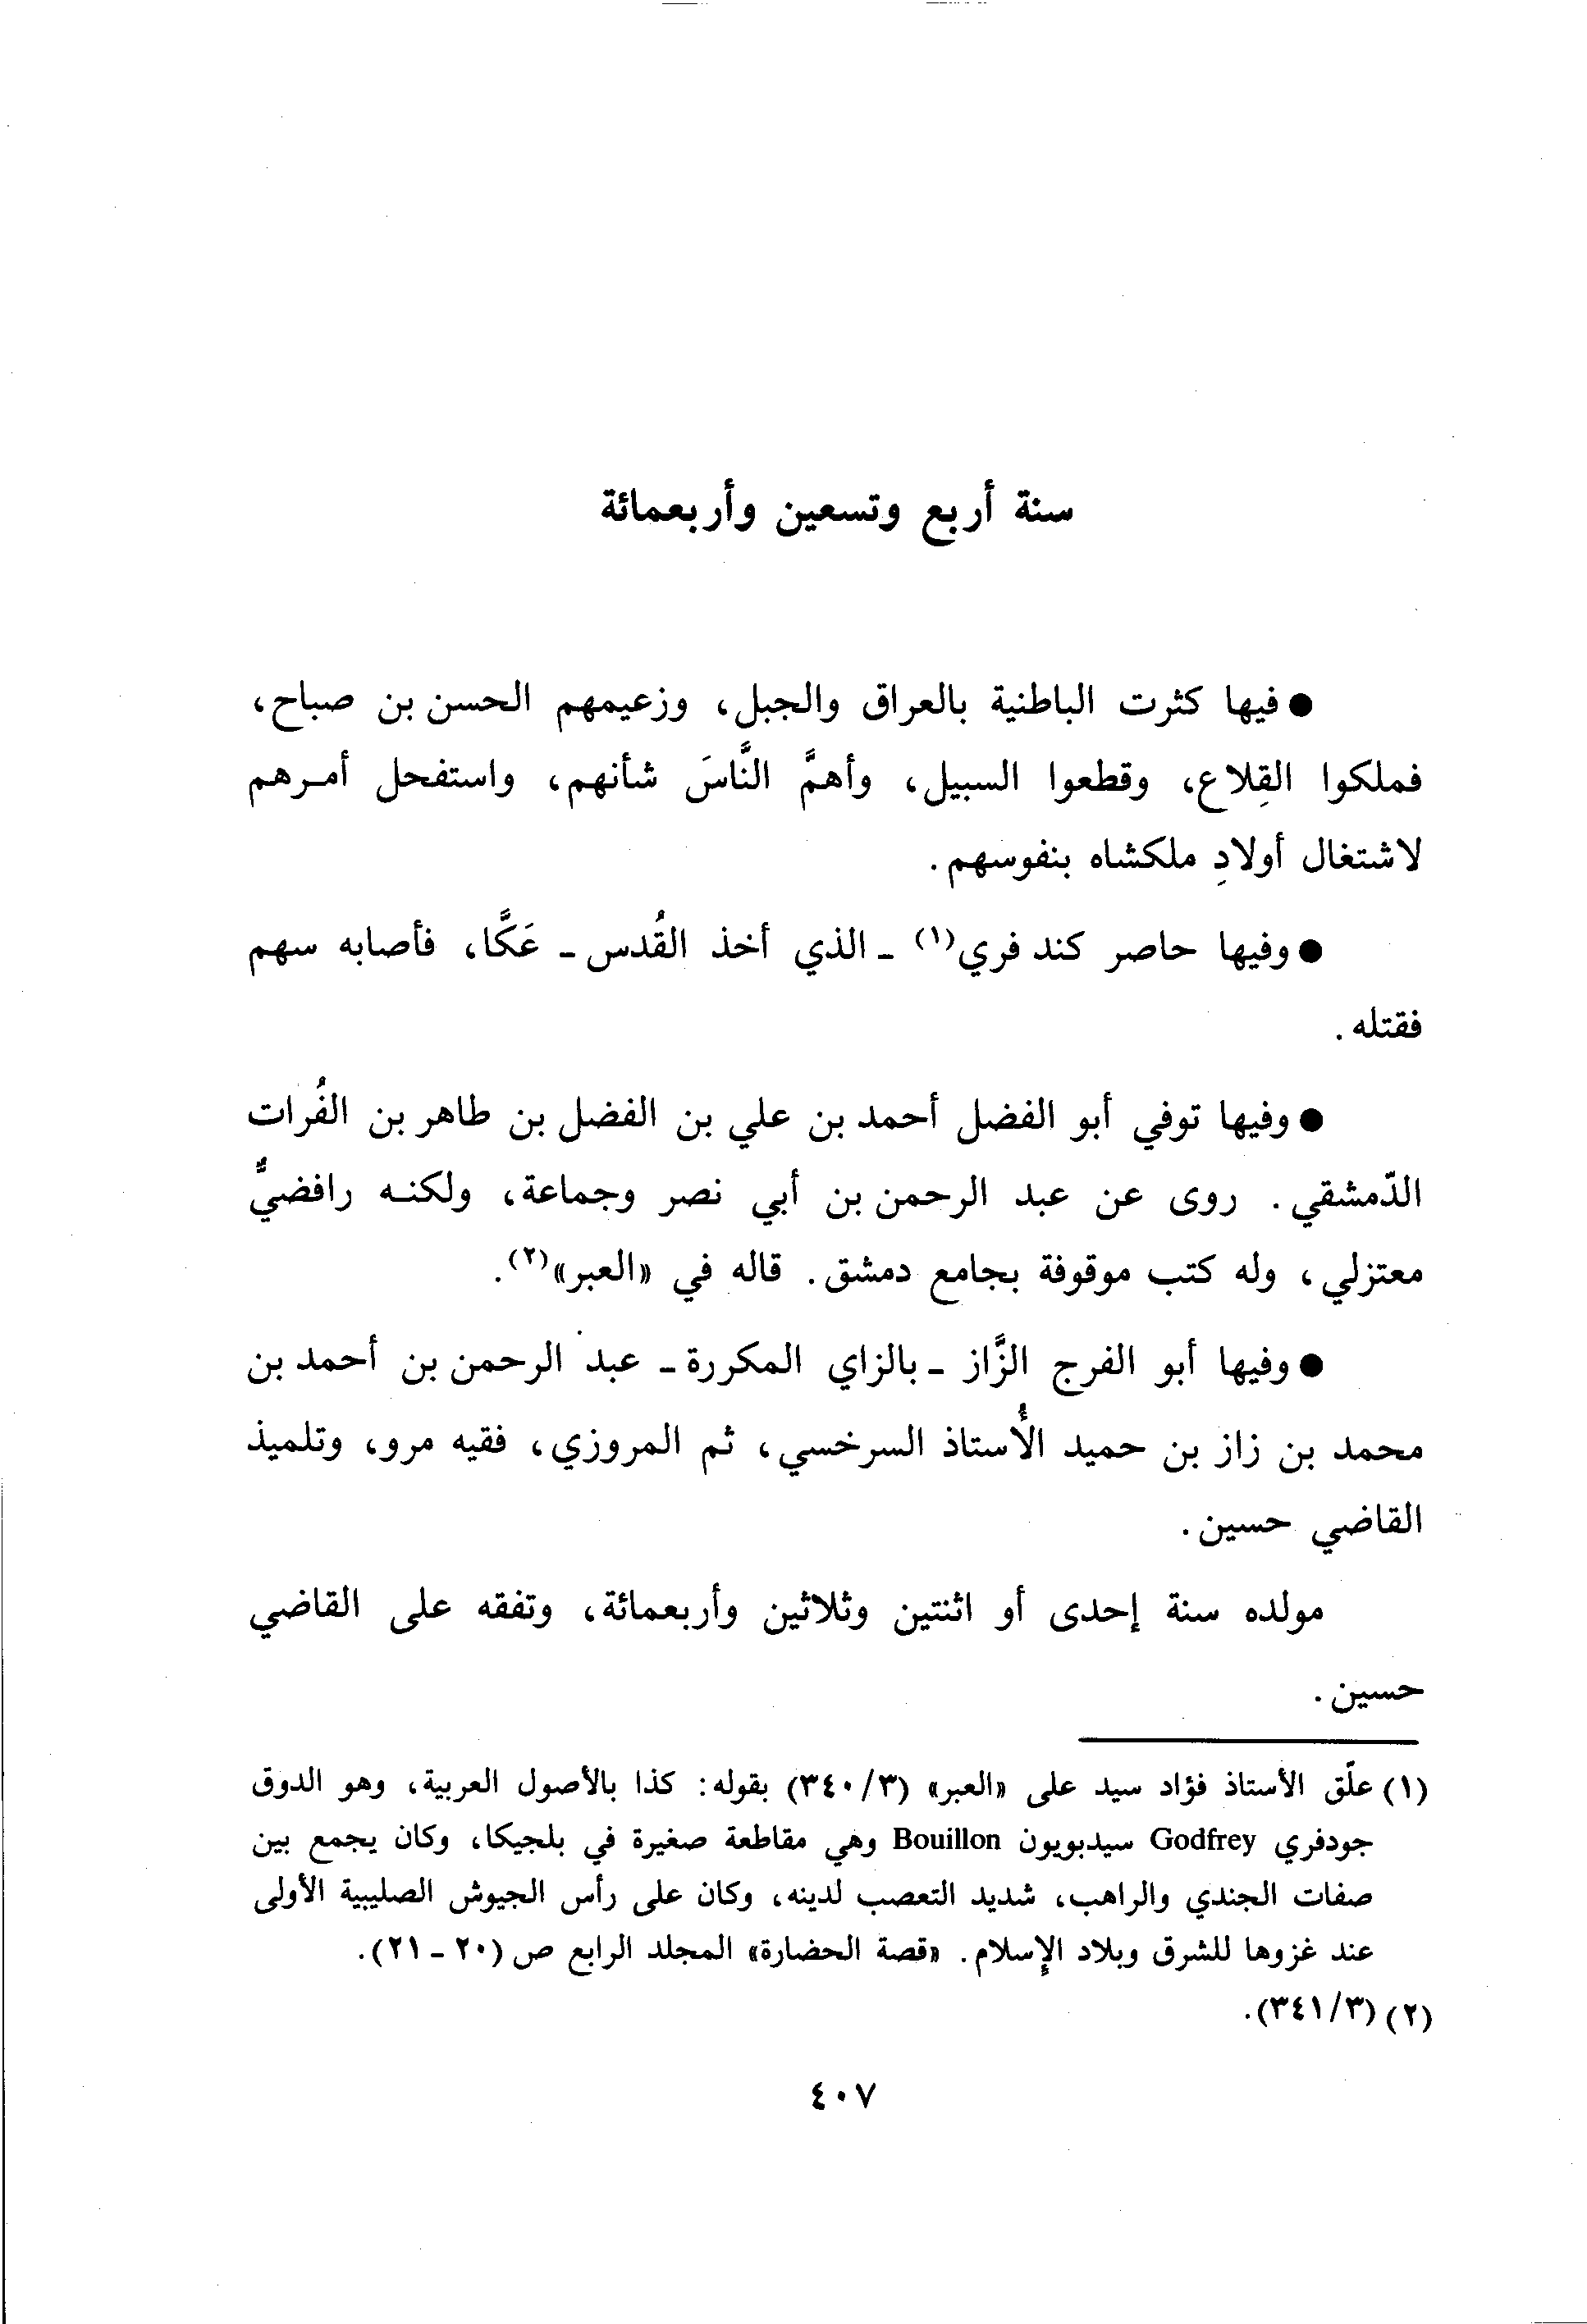 سنة أربع وتسعين وأربعمائة
● فيها كثرت الباطنية بالعراق والجبل، وزعيمهم الحسن بن صباح،
فملكوا القِلاع، وقطعوا السبيل، وأهمَّ النَّاسَ شأنهم، واستفحل أمرهم
لاشتغال أولادِ ملكشاه بنفوسهم.
● وفيها حاصر كند فري(١) - الذي أخذ القُدس - عَكَّا، فأصابه سهم
فقتله.
● وفيها توفي أبو الفضل أحمد بن علي بن الفضل بن طاهر بن الفُرات
الدّمشقي. روى عن عبد الرحمن بن أبي نصر وجماعة، ولكنه رافضيٌّ
معتزلي، وله كتب موقوفة بجامع دمشق. قاله في «العبر»(٢).
● وفيها أبو الفرج الزَّاز - بالزاي المكررة - عبد الرحمن بن أحمد بن
محمد بن زاز بن حميد الأُستاذ السرخسي، ثم المروزي، فقيه مرو، وتلميذ
القاضي حسين.
مولده سنة إحدى أو اثنتين وثلاثين وأربعمائة، وتفقه على القاضي
حسين.
(١) علّق الأستاذ فؤاد سيد على «العبر» (٣/٣٤٠) بقوله: كذا بالأصول العربية، وهو الدوق
جودفري Godfrey سيدبويون Bouillon وهي مقاطعة صغيرة في بلجيكا، وكان يجمع بين
صفات الجندي والراهب، شديد التعصب لدينه، وكان على رأس الجيوش الصليبية الأولى
عند غزوها للشرق وبلاد الإسلام. «قصة الحضارة» المجلد الرابع ص (٢٠ - ٢١).
(٢) (٣/٣٤١).
٤٠٧